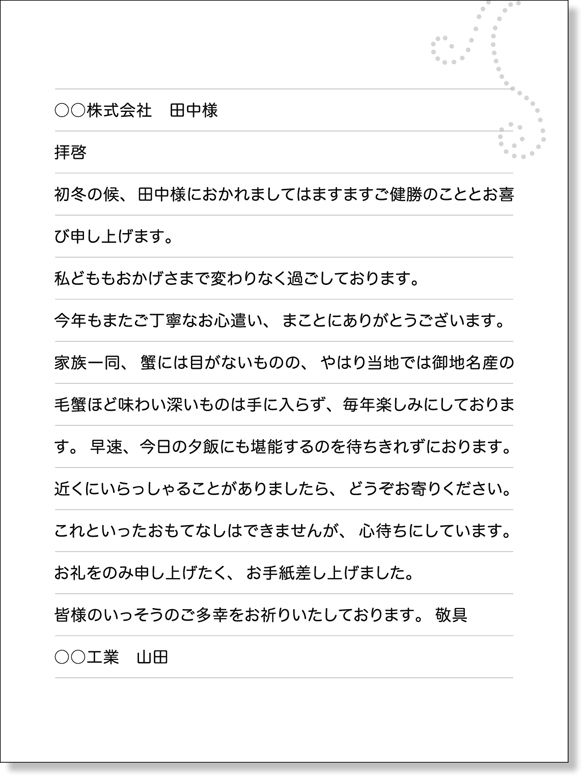 ○○株式会社　田中様
拝啓
初冬の候、田中様におかれましてはますますご健勝のこととお喜
び申し上げます。
私どももおかげさまで変わりなく過ごしております。
今年もまたご丁寧なお心遣い、まことにありがとうございます。
家族一同、蟹には目がないものの、やはり当地では御地名産の
毛蟹ほど味わい深いものは手に入らず、毎年楽しみにしておりま
す。早速、今日の夕飯にも堪能するのを待ちきれずにおります。
近くにいらっしゃることがありましたら、どうぞお寄りください。
これといったおもてなしはできませんが、心待ちにしています。
お礼をのみ申し上げたく、お手紙差し上げました。
皆様のいっそうのご多幸をお祈りいたしております。敬具
○○工業　山田